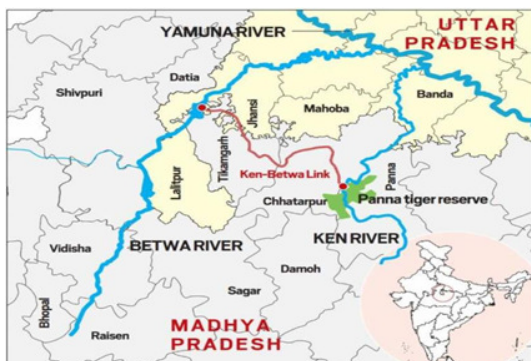 YAMUNA RIVER
UTTAR
PRADESH
Datia
Shivpuri
Jhansi
Mahoba
Banda
Tikamgarh
Ken-Betwa Link
Lalitpur
Panna
Chhatarpur
Panna tiger reserve
BETWA RIVER
KEN RIVER
Vidisha
Damoh
Sagar
Bhopal
Raisen
MADHYA
PRADESH